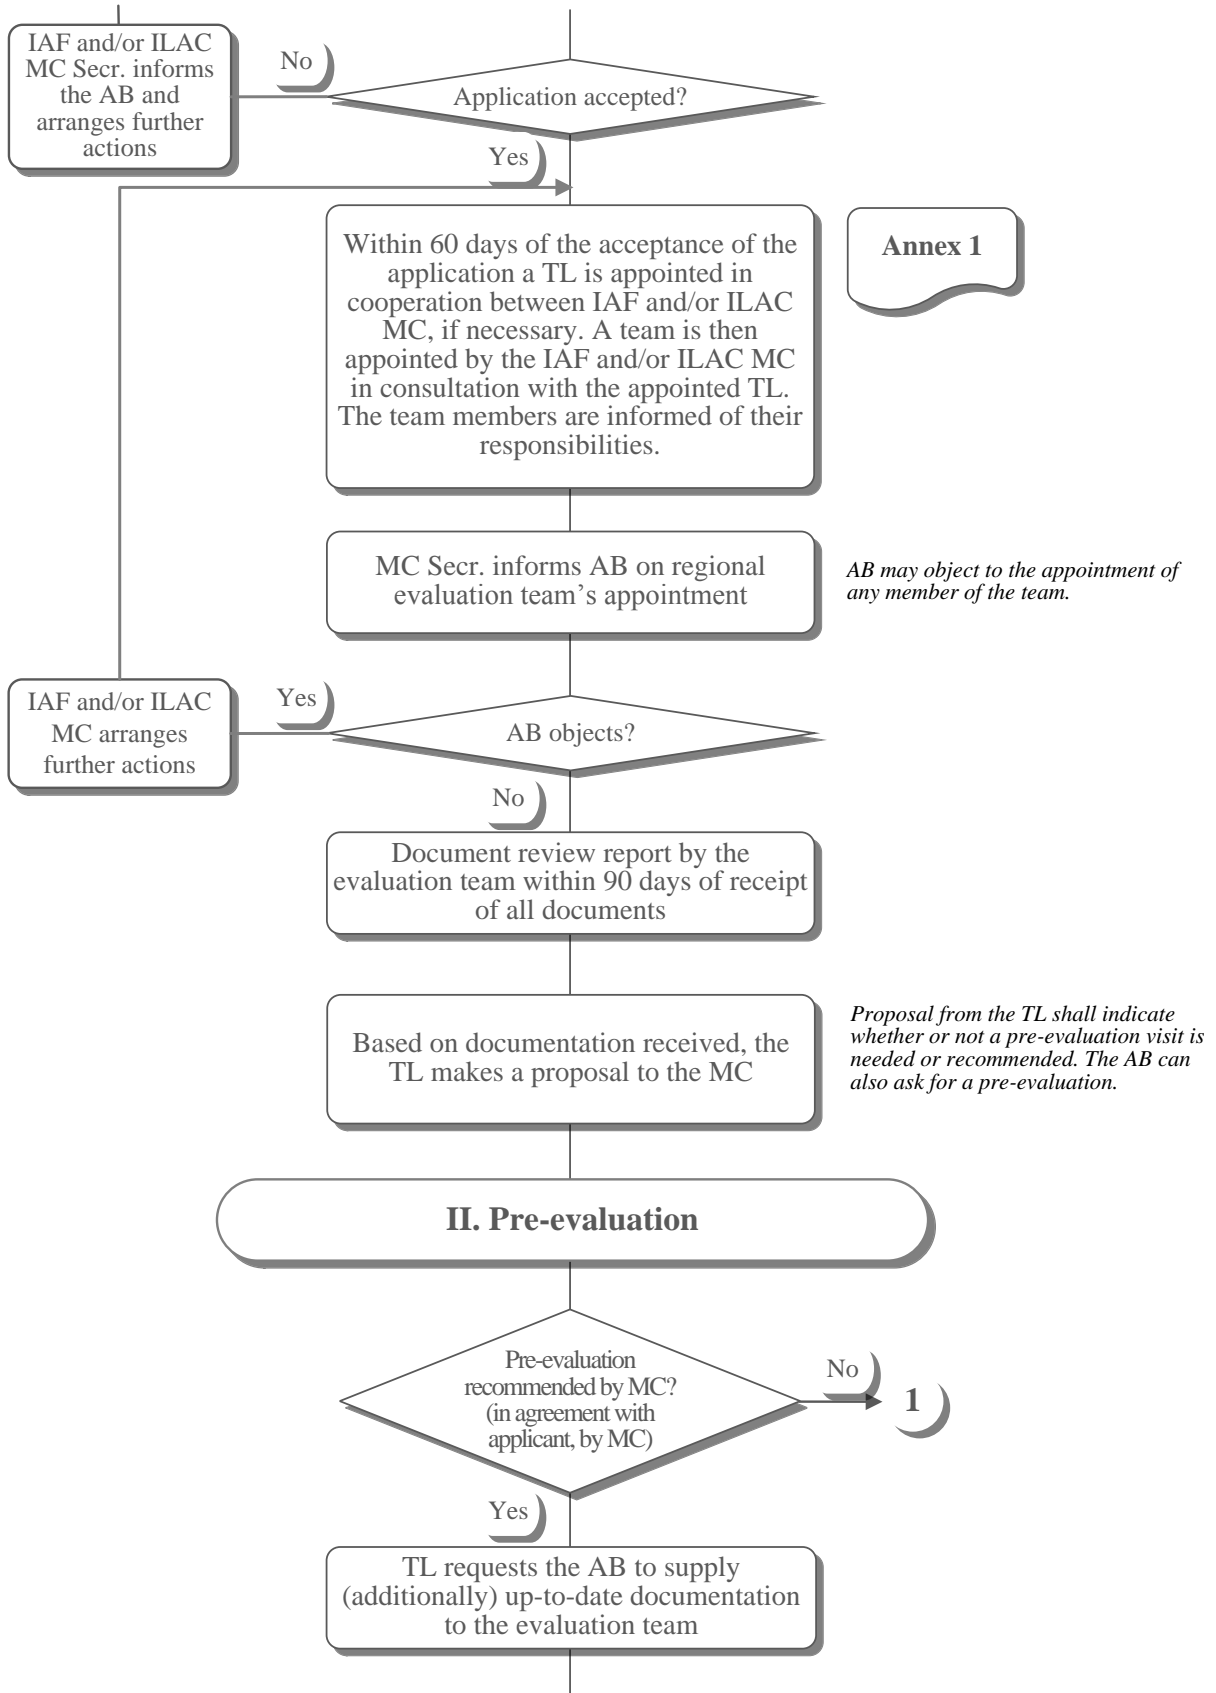 IAF and/or ILAC
MC Secr. informs
the AB and
arranges further
actions
No
Application accepted?
Yes
Within 60 days of the acceptance of the
application a TL is appointed in
cooperation between IAF and/or ILAC
MC, if necessary. A team is then
appointed by the IAF and/or ILAC MC
in consultation with the appointed TL.
The team members are informed of their
responsibilities.
Annex 1
MC Secr. informs AB on regional
evaluation team’s appointment
AB may object to the appointment of
any member of the team.
IAF and/or ILAC
MC arranges
further actions
Yes
AB objects?
No
Document review report by the
evaluation team within 90 days of receipt
of all documents
Based on documentation received, the
TL makes a proposal to the MC
Proposal from the TL shall indicate
whether or not a pre-evaluation visit is
needed or recommended. The AB can
also ask for a pre-evaluation.
II. Pre-evaluation
Pre-evaluation
recommended by MC?
(in agreement with
applicant, by MC)
No
1
Yes
TL requests the AB to supply
(additionally) up-to-date documentation
to the evaluation team